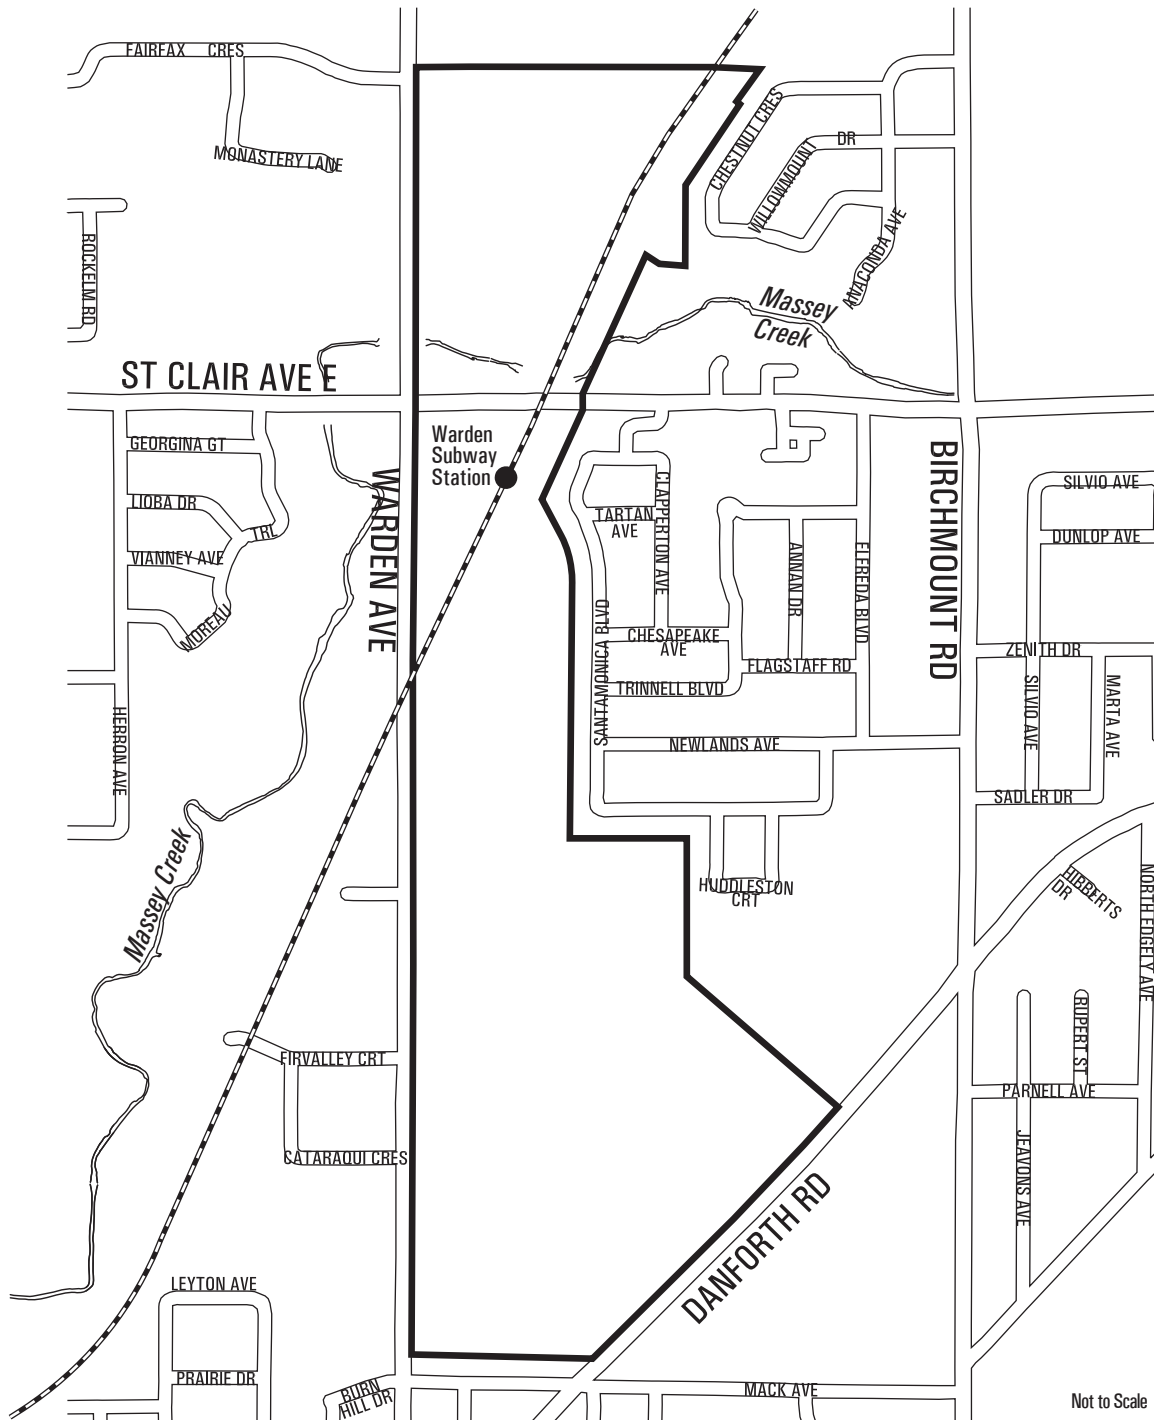 FAIRFAX CRES
MONASTERY LANE
CHESTNUT CRES
WILLOWMOUNT
DR
ANACONDA AVE
ROCKELM RD
Massey
Creek
ST CLAIR AVE E
GEORGINA GT
LIOBA DR
TRL
VIANNEY AVE
MOREAU
WARDEN AVE
Warden
Subway
Station
CLAPPERTON AVE
TARTAN
AVE
ANNAN DR
ELFREDA BLVD
BIRCHMOUNT RD
SILVIO AVE
DUNLOP AVE
SANTAMONICA BLVD
CHESAPEAKE
AVE
FLAGSTAFF RD
TRINNELL BLVD
ZENITH DR
SILVIO AVE
MARTA AVE
HERRON AVE
NEWLANDS AVE
SADLER DR
Massey Creek
HUDDLESTON
CRT
HIBBERTS
DR
NORTH EDGELY AVE
RUPERT ST
FIRVALLEY CRT
PARNELL AVE
JEAVONS AVE
CATARAQUI CRES
DANFORTH RD
LEYTON AVE
PRAIRIE DR
BURN
HILL DR
MACK AVE
Not to Scale